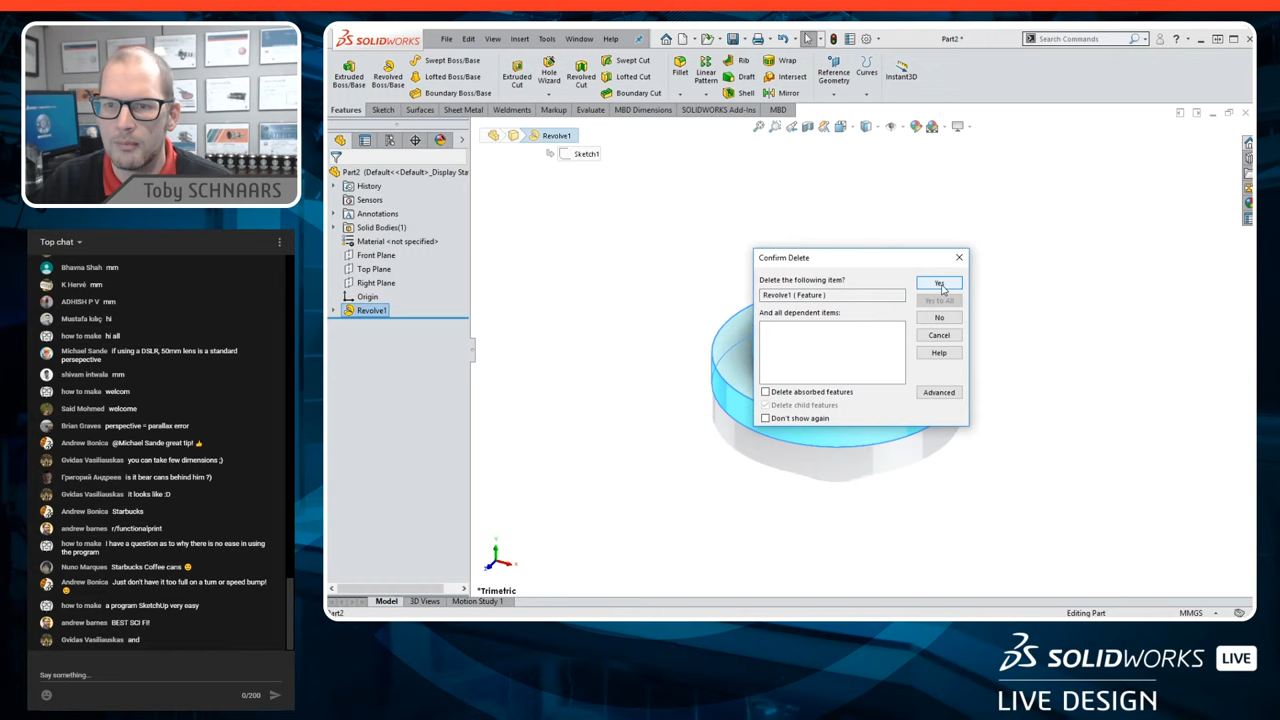 Toby SCHNAARS
Top chat
Bhavna Shah mm
K Hervé mm
ADHISH P V mm
Mustafa kılıç hi
how to make hi all
Michael Sande if using a DSLR, 50mm lens is a standard
persepective
shivam intwala mm
how to make welcom
Said Mohmed welcome
Brian Graves perspective = parallax error
Andrew Bonica @Michael Sande great tip! 👍
Gvidas Vasiliauskas you can take few dimensions ;)
Григорий Андреев is it bear cans behind him ?)
Gvidas Vasiliauskas it looks like :D
Andrew Bonica Starbucks
andrew barnes r/functionalprint
how to make I have a question as to why there is no ease in using
the program
Nuno Marques Starbucks Coffee cans
Andrew Bonica Just don't have it too full on a turn or speed bump!
how to make a program SketchUp very easy
andrew barnes BEST SCI FI!!
Gvidas Vasiliauskas and
Say something...
0/200
SOLIDWORKS File Edit View Insert Tools Window Help Part2 * Search Commands
Extruded
Boss/Base
Revolved
Boss/Base
Swept Boss/Base
Lofted Boss/Base
Boundary Boss/Base
Extruded
Cut
Hole
Wizard
Revolved
Cut
Swept Cut
Lofted Cut
Boundary Cut
Fillet
Linear
Pattern
Rib
Draft
Shell
Wrap
Intersect
Mirror
Reference
Geometry
Curves
Instant3D
Features Sketch Surfaces Sheet Metal Weldments Markup Evaluate MBD Dimensions SOLIDWORKS Add-Ins MBD
Revolve1
Sketch1
Part2 (Default<<Default>_Display Sta
History
Sensors
Annotations
Solid Bodies(1)
Material <not specified>
Front Plane
Top Plane
Right Plane
Origin
Revolve1
Confirm Delete
Delete the following item?
Revolve1 ( Feature )
And all dependent items:
Delete absorbed features
Delete child features
Don't show again
Yes
Yes to All
No
Cancel
Help
Advanced
*Trimetric
Model 3D Views Motion Study 1
Part2 Editing Part MMGS
SOLIDWORKS LIVE
LIVE DESIGN